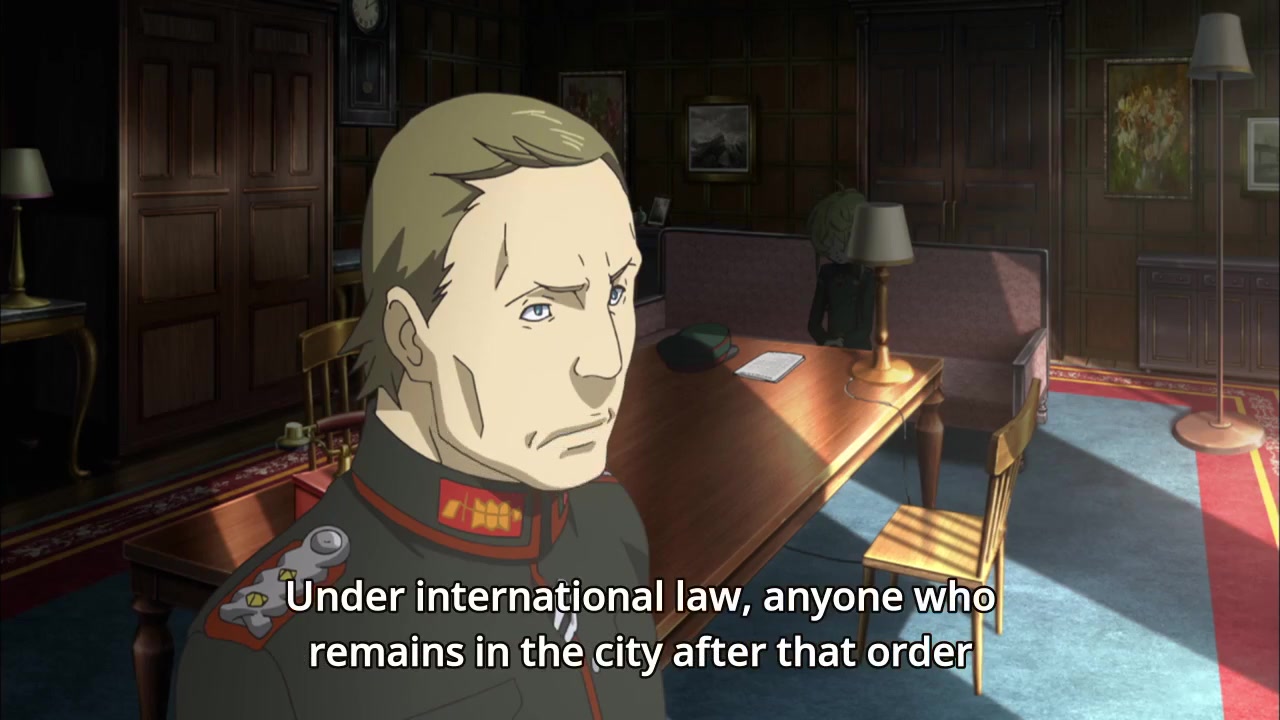 Under international law, anyone who
remains in the city after that order